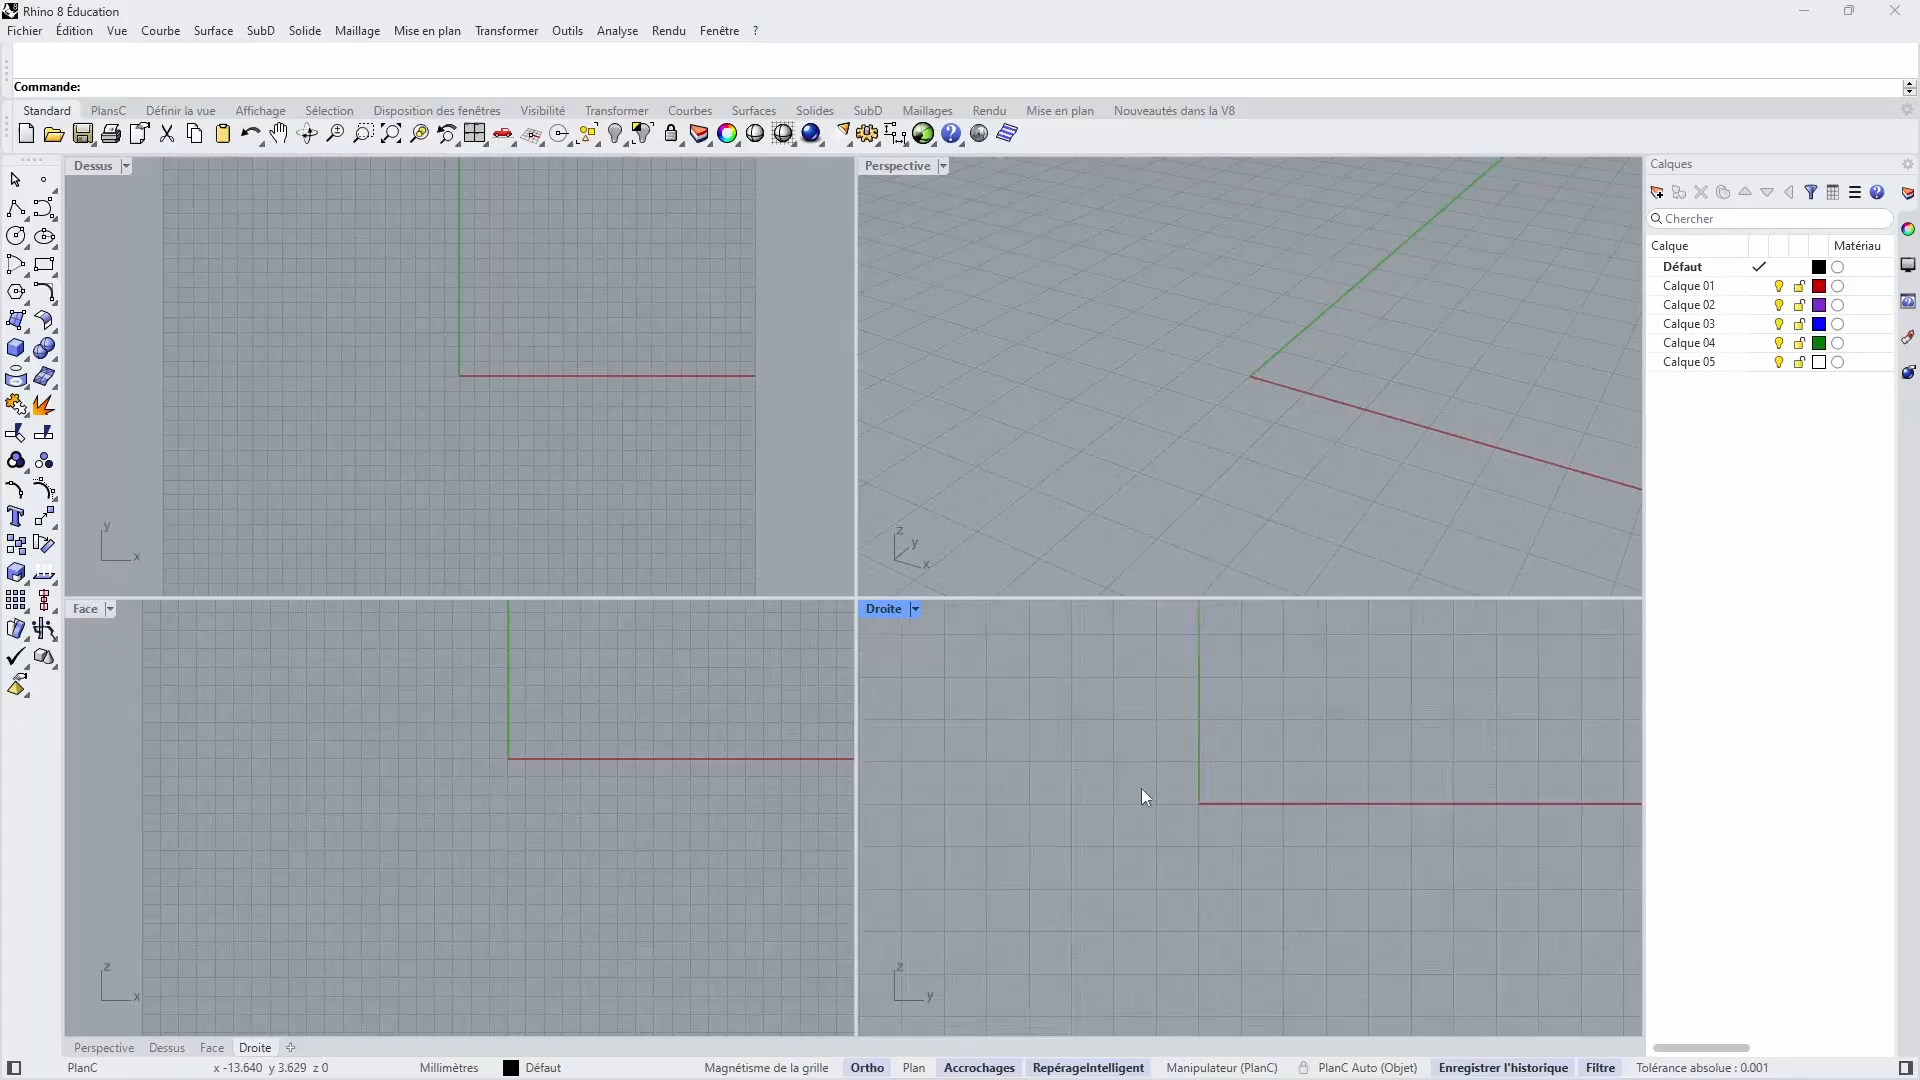 Rhino 8 Éducation
Fichier Édition Vue Courbe Surface SubD Solide Maillage Mise en plan Transformer Outils Analyse Rendu Fenêtre ?
Commande:
Standard PlansC Définir la vue Affichage Sélection Disposition des fenêtres Visibilité Transformer Courbes Surfaces Solides SubD Maillages Rendu Mise en plan Nouveautés dans la V8
Dessus
Perspective
Calques
Chercher
Calque Matériau
Défaut
Calque 01
Calque 02
Calque 03
Calque 04
Calque 05
y
x
z
y
x
Face
Droite
z
x
z
y
Perspective Dessus Face Droite
PlanC x -13.640 y 3.629 z 0 Millimètres Défaut Magnétisme de la grille Ortho Plan Accrochages RepérageIntelligent Manipulateur (PlanC) PlanC Auto (Objet) Enregistrer l'historique Filtre Tolérance absolue : 0.001